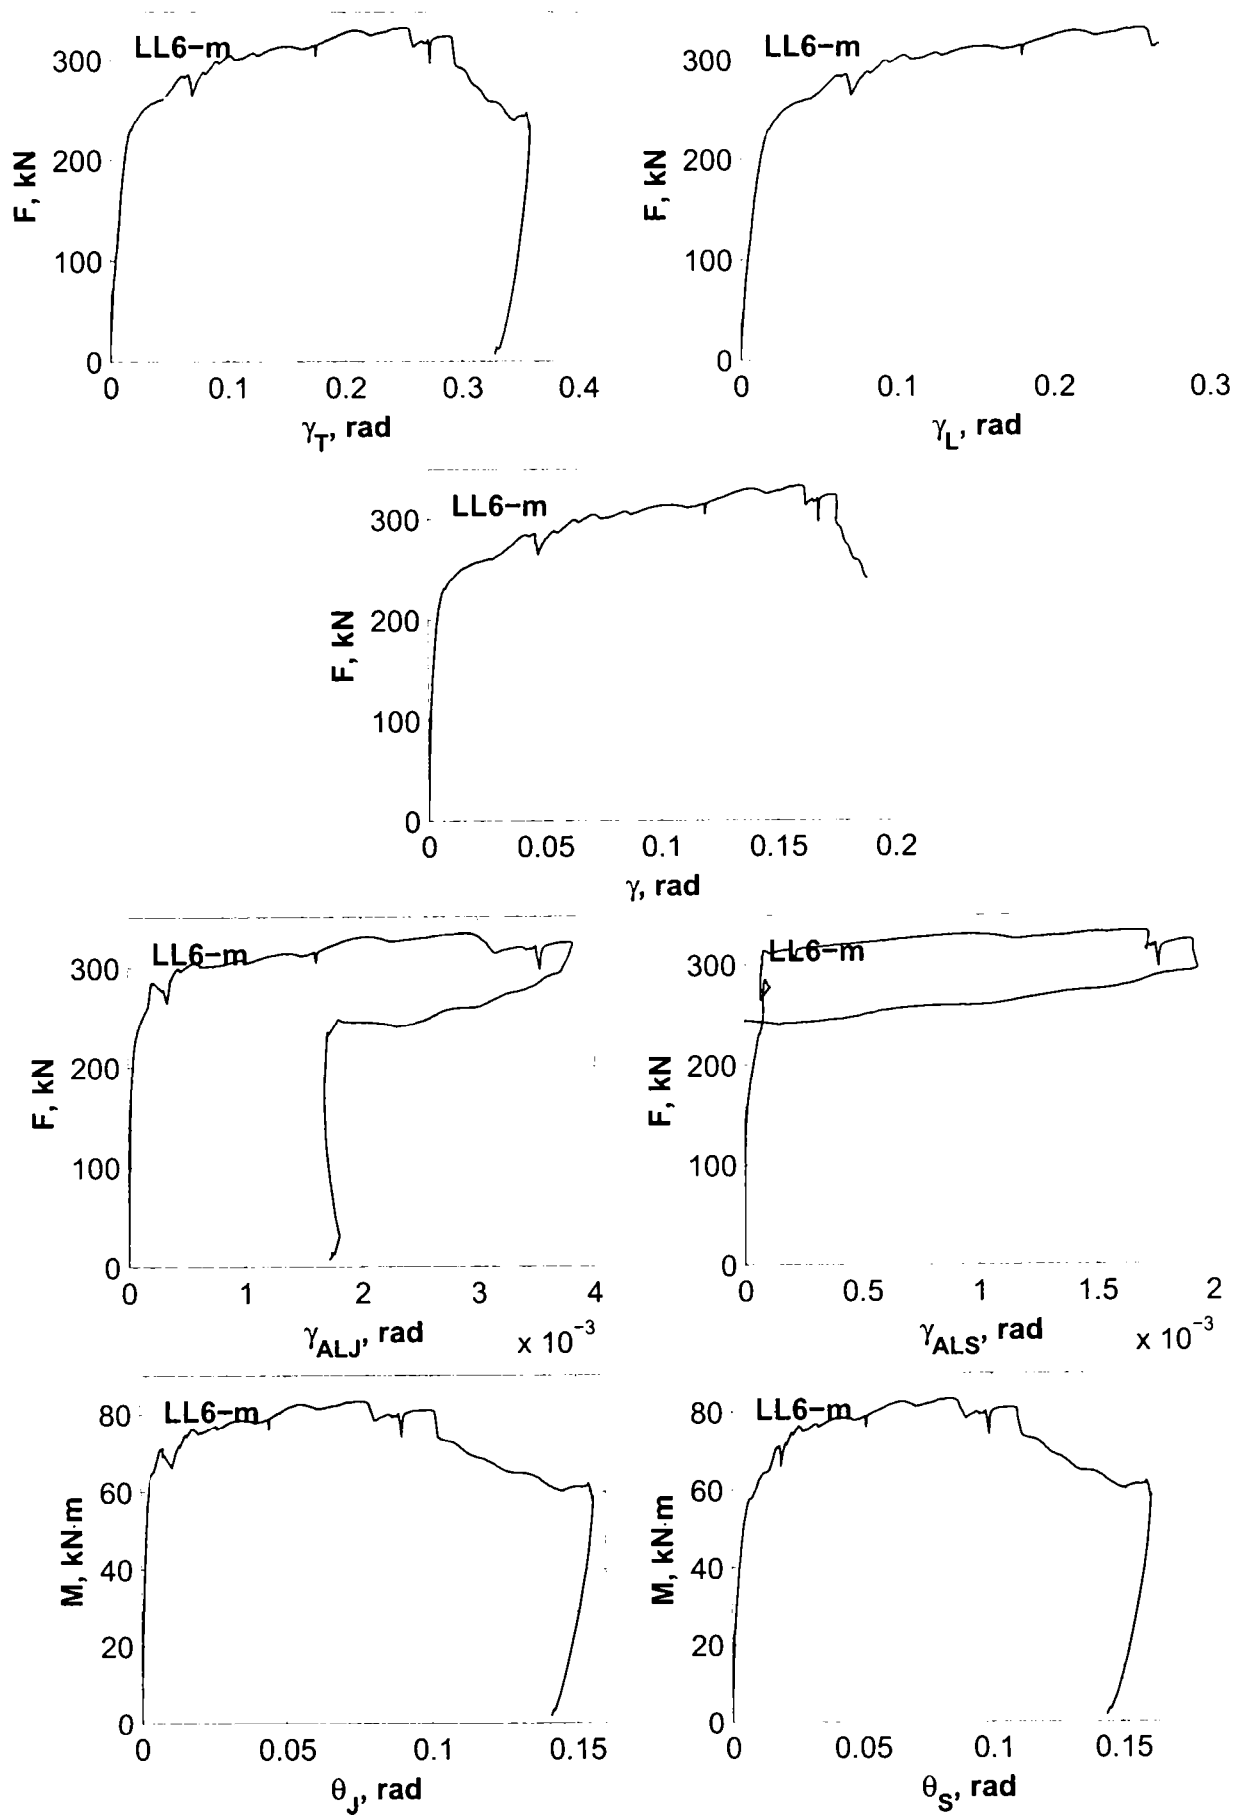 LL6−m
300
200
100
0
F, kN
0 0.1 0.2 0.3 0.4
γT, rad
LL6−m
300
200
100
0
F, kN
0 0.1 0.2 0.3
γL, rad
LL6−m
300
200
100
0
F, kN
0 0.05 0.1 0.15 0.2
γ, rad
LL6−m
300
200
100
0
F, kN
0 1 2 3 4
γALJ, rad
x 10−3
LL6−m
300
200
100
0
F, kN
0 0.5 1 1.5 2
γALS, rad
x 10−3
LL6−m
80
60
40
20
0
M, kN·m
0 0.05 0.1 0.15
θJ, rad
LL6−m
80
60
40
20
0
M, kN·m
0 0.05 0.1 0.15
θS, rad